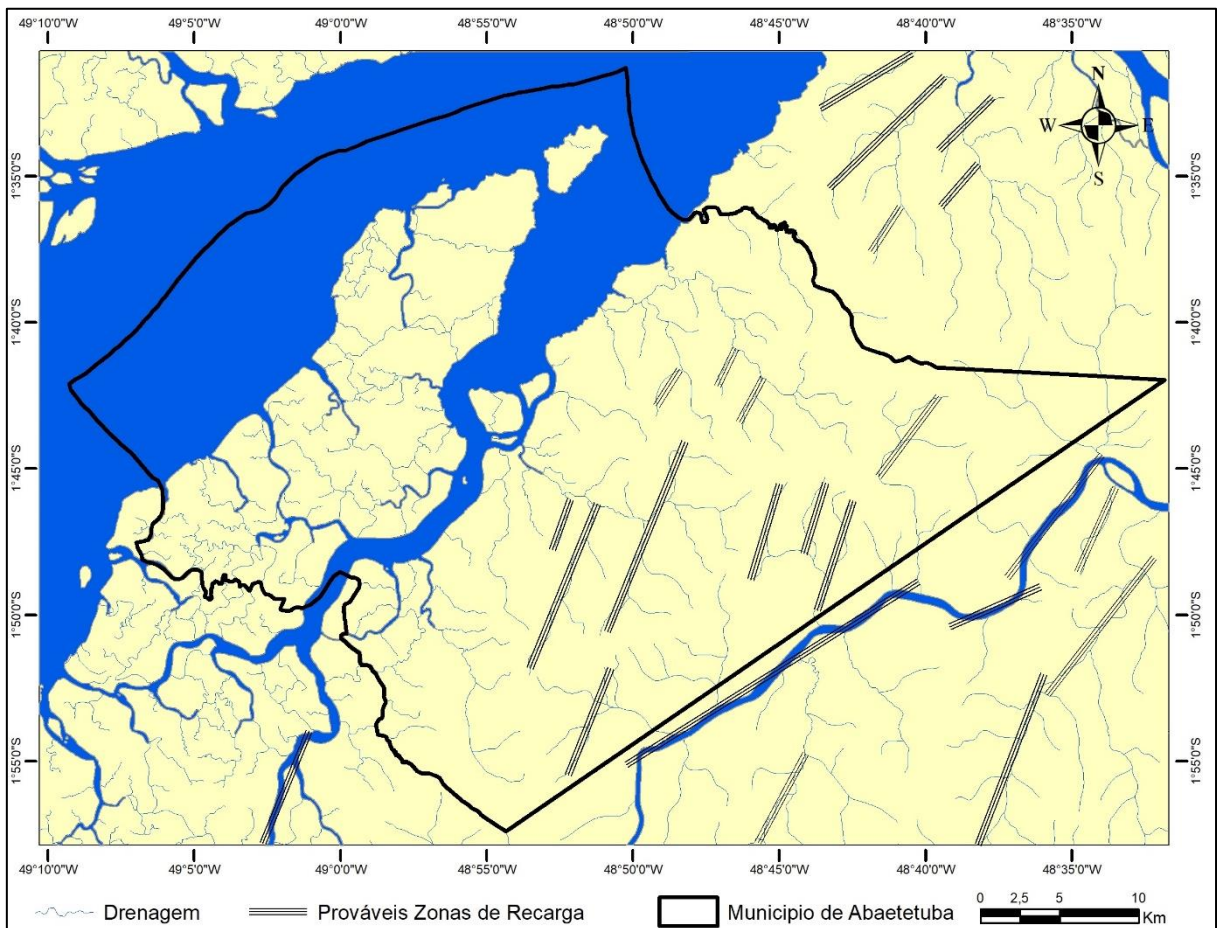 49°10'0"W 49°5'0"W 49°0'0"W 48°55'0"W 48°50'0"W 48°45'0"W 48°40'0"W 48°35'0"W
N
W E
S
1°35'0"S 1°35'0"S
1°40'0"S 1°40'0"S
1°45'0"S 1°45'0"S
1°50'0"S 1°50'0"S
1°55'0"S 1°55'0"S
49°10'0"W 49°5'0"W 49°0'0"W 48°55'0"W 48°50'0"W 48°45'0"W 48°40'0"W 48°35'0"W
Drenagem Prováveis Zonas de Recarga Municipio de Abaetetuba 0 2,5 5 10
Km